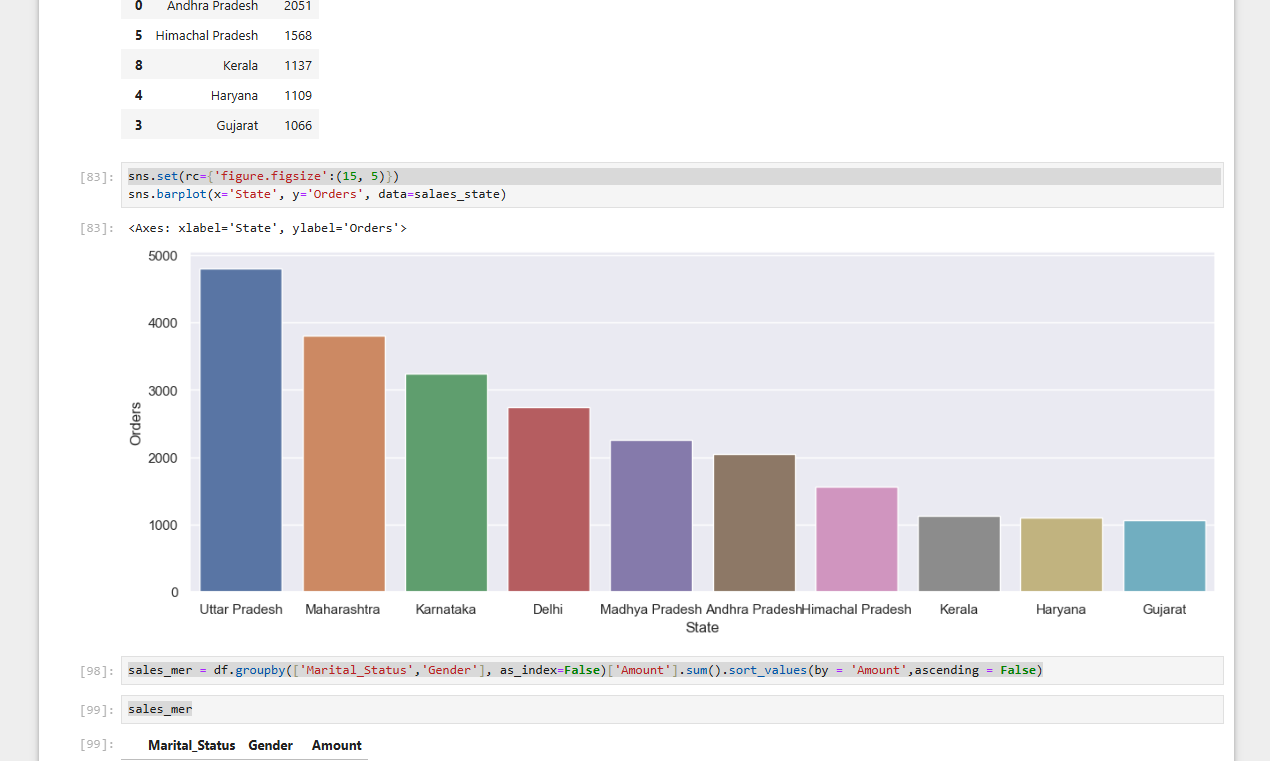 0 Andhra Pradesh 2051
5 Himachal Pradesh 1568
8 Kerala 1137
4 Haryana 1109
3 Gujarat 1066
[83]: sns.set(rc={'figure.figsize':(15, 5)})
sns.barplot(x='State', y='Orders', data=salaes_state)
[83]: <Axes: xlabel='State', ylabel='Orders'>
5000
4000
3000
2000
1000
0
Orders
Uttar Pradesh Maharashtra Karnataka Delhi Madhya Pradesh Andhra Pradesh Himachal Pradesh Kerala Haryana Gujarat
State
[98]: sales_mer = df.groupby(['Marital_Status','Gender'], as_index=False)['Amount'].sum().sort_values(by = 'Amount',ascending = False)
[99]: sales_mer
[99]: Marital_Status Gender Amount